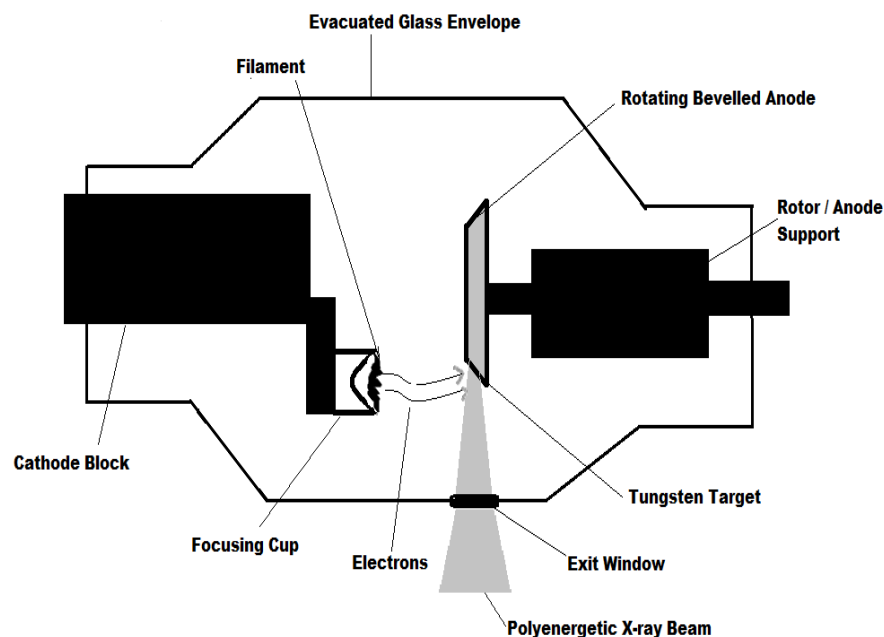 Evacuated Glass Envelope
Filament
Rotating Bevelled Anode
Rotor / Anode
Support
Cathode Block
Tungsten Target
Focusing Cup
Electrons
Exit Window
Polyenergetic X-ray Beam